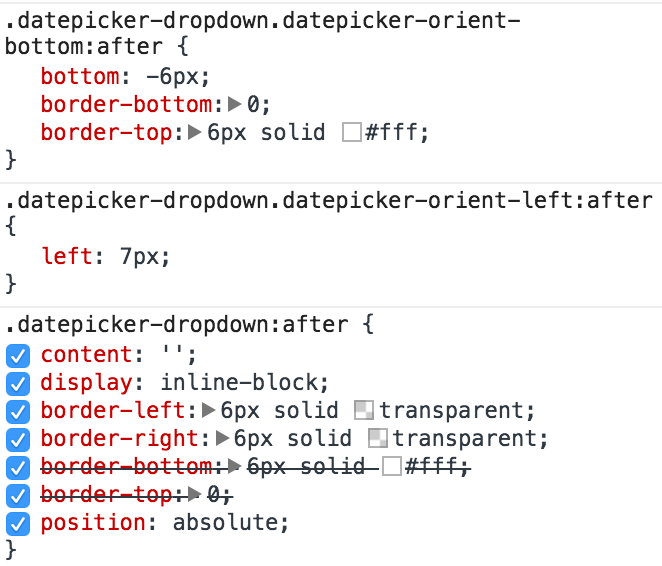 .datepicker-dropdown.datepicker-orient-
bottom:after {
bottom: -6px;
border-bottom:▶0;
border-top:▶6px solid #fff;
}
.datepicker-dropdown.datepicker-orient-left:after
{
left: 7px;
}
.datepicker-dropdown:after {
content: '';
display: inline-block;
border-left:▶6px solid transparent;
border-right:▶6px solid transparent;
border-bottom:▶6px solid #fff;
border-top:▶0;
position: absolute;
}